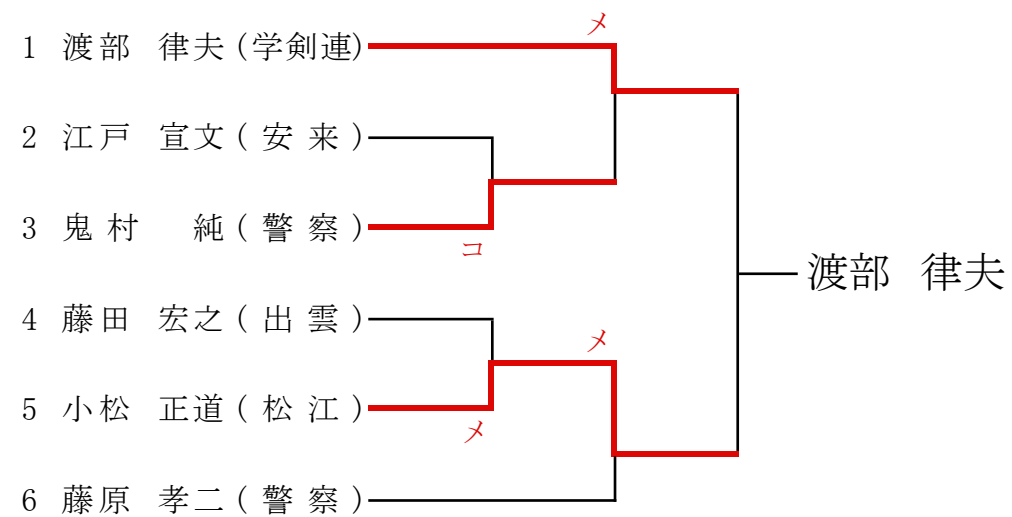 メ
1 渡部 律夫(学剣連)
2 江戸 宣文(安来)
3 鬼村 純(警察)
コ
渡部 律夫
4 藤田 宏之(出雲)
メ
5 小松 正道(松江)
メ
6 藤原 孝二(警察)